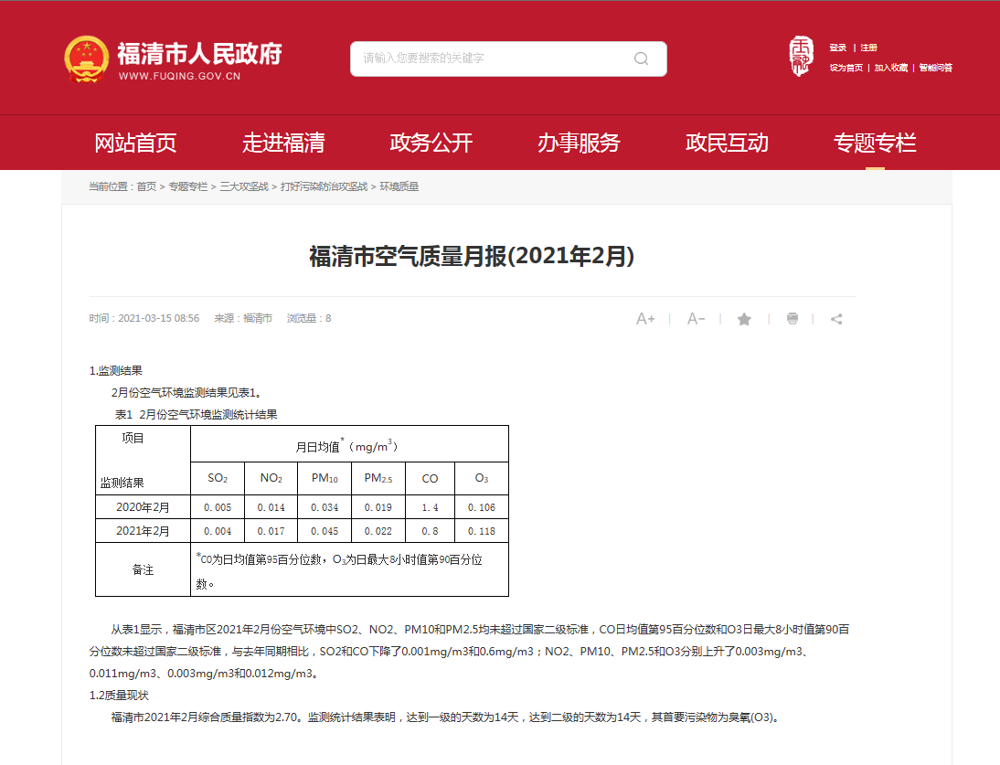 福清市人民政府
WWW.FUQING.GOV.CN
请输入您要搜索的关键字
玉融
登录 | 注册
设为首页 | 加入收藏 | 智能问答
网站首页 走进福清 政务公开 办事服务 政民互动 专题专栏
当前位置：首页 > 专题专栏 > 三大攻坚战 > 打好污染防治攻坚战 > 环境质量
福清市空气质量月报(2021年2月)
时间：2021-03-15 08:56 来源：福清市 浏览量：8
A+ | A− | | |
1.监测结果
2月份空气环境监测结果见表1。
表1 2月份空气环境监测统计结果
项目
月日均值*（mg/m³）
监测结果
SO₂ NO₂ PM₁₀ PM₂.₅ CO O₃
2020年2月 0.005 0.014 0.034 0.019 1.4 0.106
2021年2月 0.004 0.017 0.045 0.022 0.8 0.118
备注
*CO为日均值第95百分位数，O₃为日最大8小时值第90百分位
数。
从表1显示，福清市区2021年2月份空气环境中SO2、NO2、PM10和PM2.5均未超过国家二级标准，CO日均值第95百分位数和O3日最大8小时值第90百
分位数未超过国家二级标准，与去年同期相比，SO2和CO下降了0.001mg/m3和0.6mg/m3；NO2、PM10、PM2.5和O3分别上升了0.003mg/m3、
0.011mg/m3、0.003mg/m3和0.012mg/m3。
1.2质量现状
福清市2021年2月综合质量指数为2.70。监测统计结果表明，达到一级的天数为14天，达到二级的天数为14天，其首要污染物为臭氧(O3)。